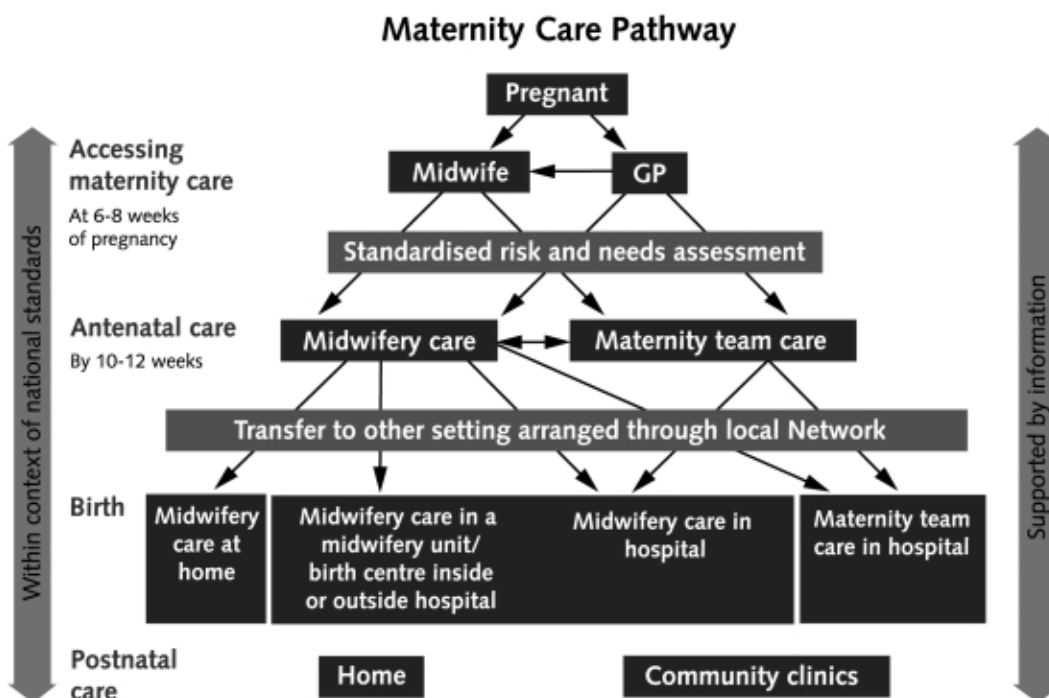 Maternity Care Pathway
Pregnant
Accessing
maternity care
At 6-8 weeks
of pregnancy
Midwife
GP
Standardised risk and needs assessment
Antenatal care
By 10-12 weeks
Midwifery care
Maternity team care
Transfer to other setting arranged through local Network
Birth
Midwifery
care at
home
Midwifery care in a
midwifery unit/
birth centre inside
or outside hospital
Midwifery care in
hospital
Maternity team
care in hospital
Postnatal
care
Home
Community clinics
Within context of national standards
Supported by information